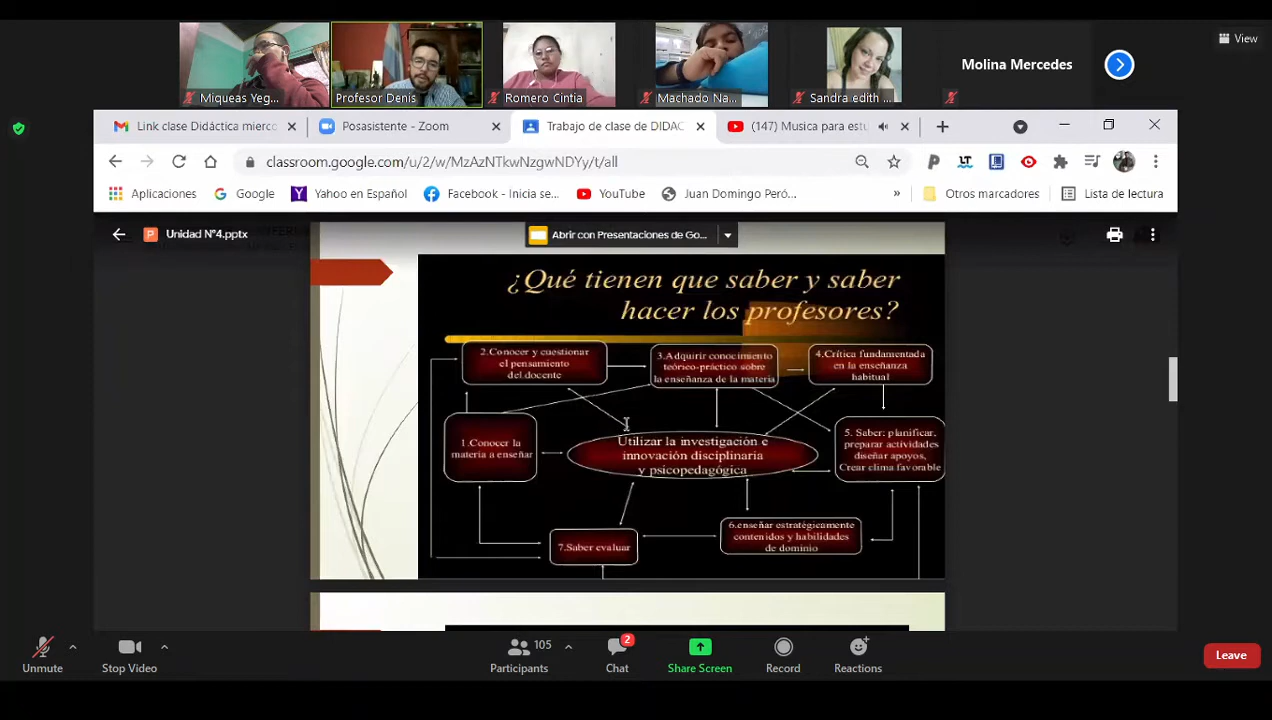 View
Miqueas Yeg...
Profesor Denis
Romero Cintia
Machado Na...
Sandra edith ...
Molina Mercedes
Link clase Didáctica mierc
Posasistente - Zoom
Trabajo de clase de DIDAC
(147) Musica para estu
classroom.google.com/u/2/w/MzAzNTkwNzgwNDYy/t/all
Aplicaciones
Google
Yahoo en Español
Facebook - Inicia se...
YouTube
Juan Domingo Peró...
»
Otros marcadores
Lista de lectura
Unidad N°4.pptx
Abrir con Presentaciones de Go...
¿Qué tienen que saber y saber
hacer los profesores?
2.Conocer y cuestionar
el pensamiento
del docente
3.Adquirir conocimiento
teórico-práctico sobre
la enseñanza de la materia
4.Crítica fundamentada
en la enseñanza
habitual
1.Conocer la
materia a enseñar
Utilizar la investigación e
innovación disciplinaria
y psicopedagógica
5. Saber: planificar,
preparar actividades
diseñar apoyos,
Crear clima favorable
7.Saber evaluar
6.enseñar estratégicamente
contenidos y habilidades
de dominio
Unmute
Stop Video
105
Participants
2
Chat
Share Screen
Record
Reactions
Leave